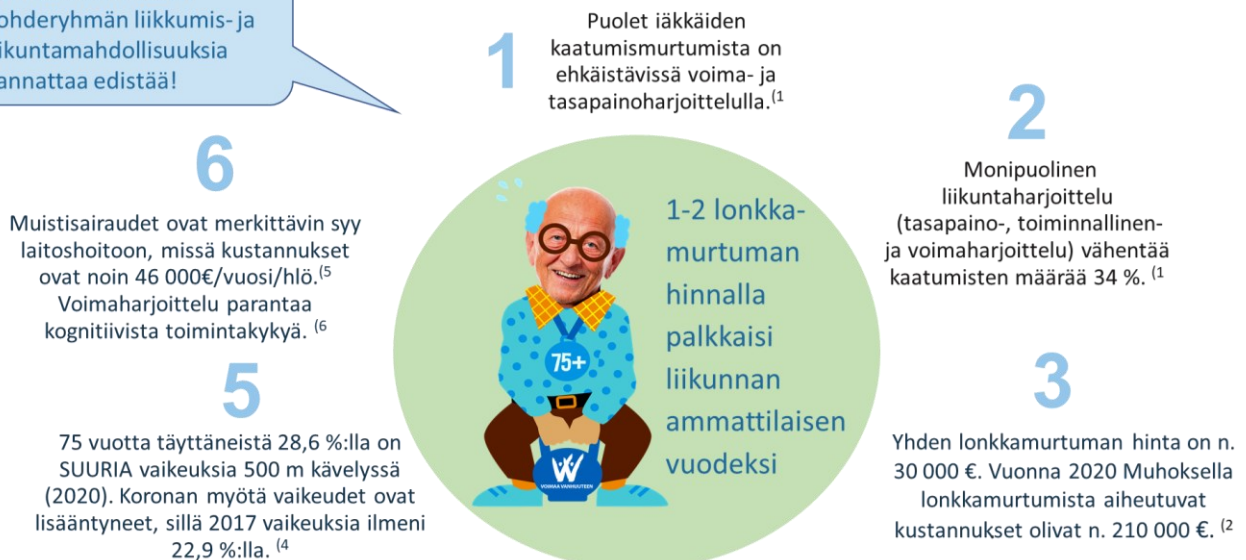 ohderyhmän liikkumis- ja
ikuntamahdollisuuksia
annattaa edistää!
1
Puolet iäkkäiden
kaatumismurtumista on
ehkäistävissä voima- ja
tasapainoharjoittelulla.(1
2
Monipuolinen
liikuntaharjoittelu
(tasapaino-, toiminnallinen-
ja voimaharjoittelu) vähentää
kaatumisten määrää 34 %. (1
3
Yhden lonkkamurtuman hinta on n.
30 000 €. Vuonna 2020 Muhoksella
lonkkamurtumista aiheutuvat
kustannukset olivat n. 210 000 €. (2
5
75 vuotta täyttäneistä 28,6 %:lla on
SUURIA vaikeuksia 500 m kävelyssä
(2020). Koronan myötä vaikeudet ovat
lisääntyneet, sillä 2017 vaikeuksia ilmeni
22,9 %:lla. (4
6
Muistisairaudet ovat merkittävin syy
laitoshoitoon, missä kustannukset
ovat noin 46 000€/vuosi/hlö.(5
Voimaharjoittelu parantaa
kognitiivista toimintakykyä. (6
1-2 lonkka-
murtuman
hinnalla
palkkaisi
liikunnan
ammattilaisen
vuodeksi
75+
VOIMAA VANHUUTEEN